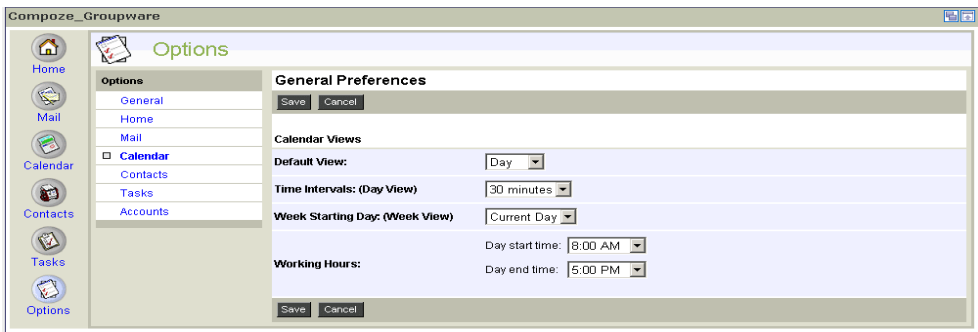 Compoze_Groupware
Home
Mail
Calendar
Contacts
Tasks
Options
Options
Options
General
Home
Mail
Calendar
Contacts
Tasks
Accounts
General Preferences
Save Cancel
Calendar Views
Default View: Day
Time Intervals: (Day View) 30 minutes
Week Starting Day: (Week View) Current Day
Working Hours:
Day start time: 8:00 AM
Day end time: 5:00 PM
Save Cancel